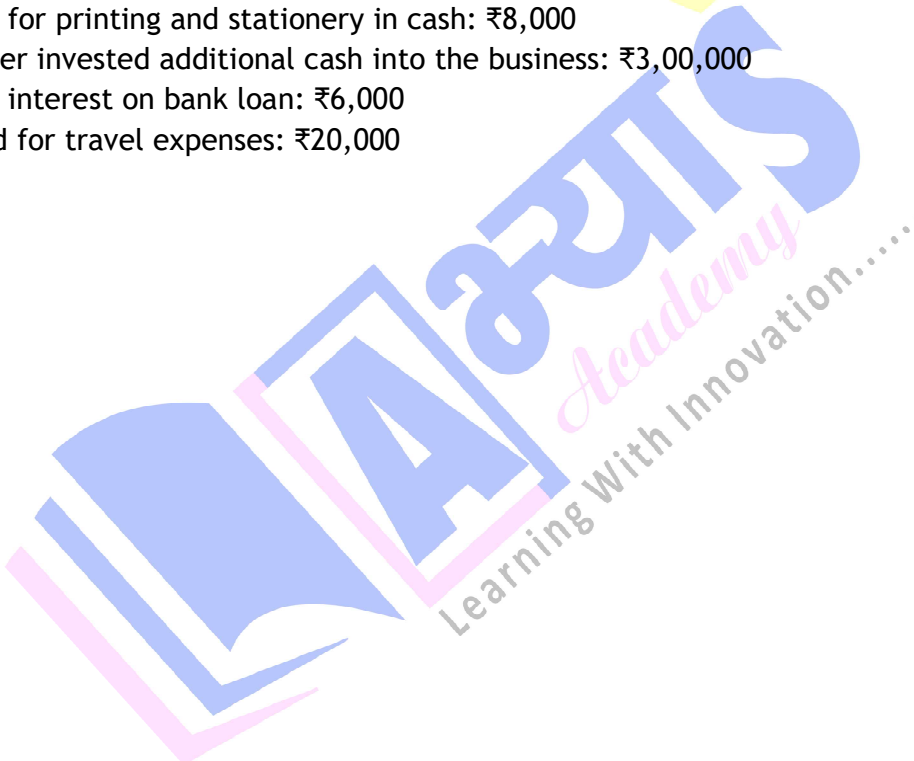 for printing and stationery in cash: ₹8,000
er invested additional cash into the business: ₹3,00,000
interest on bank loan: ₹6,000
d for travel expenses: ₹20,000
A
भ्यास
Academy
Learning With Innovation.....